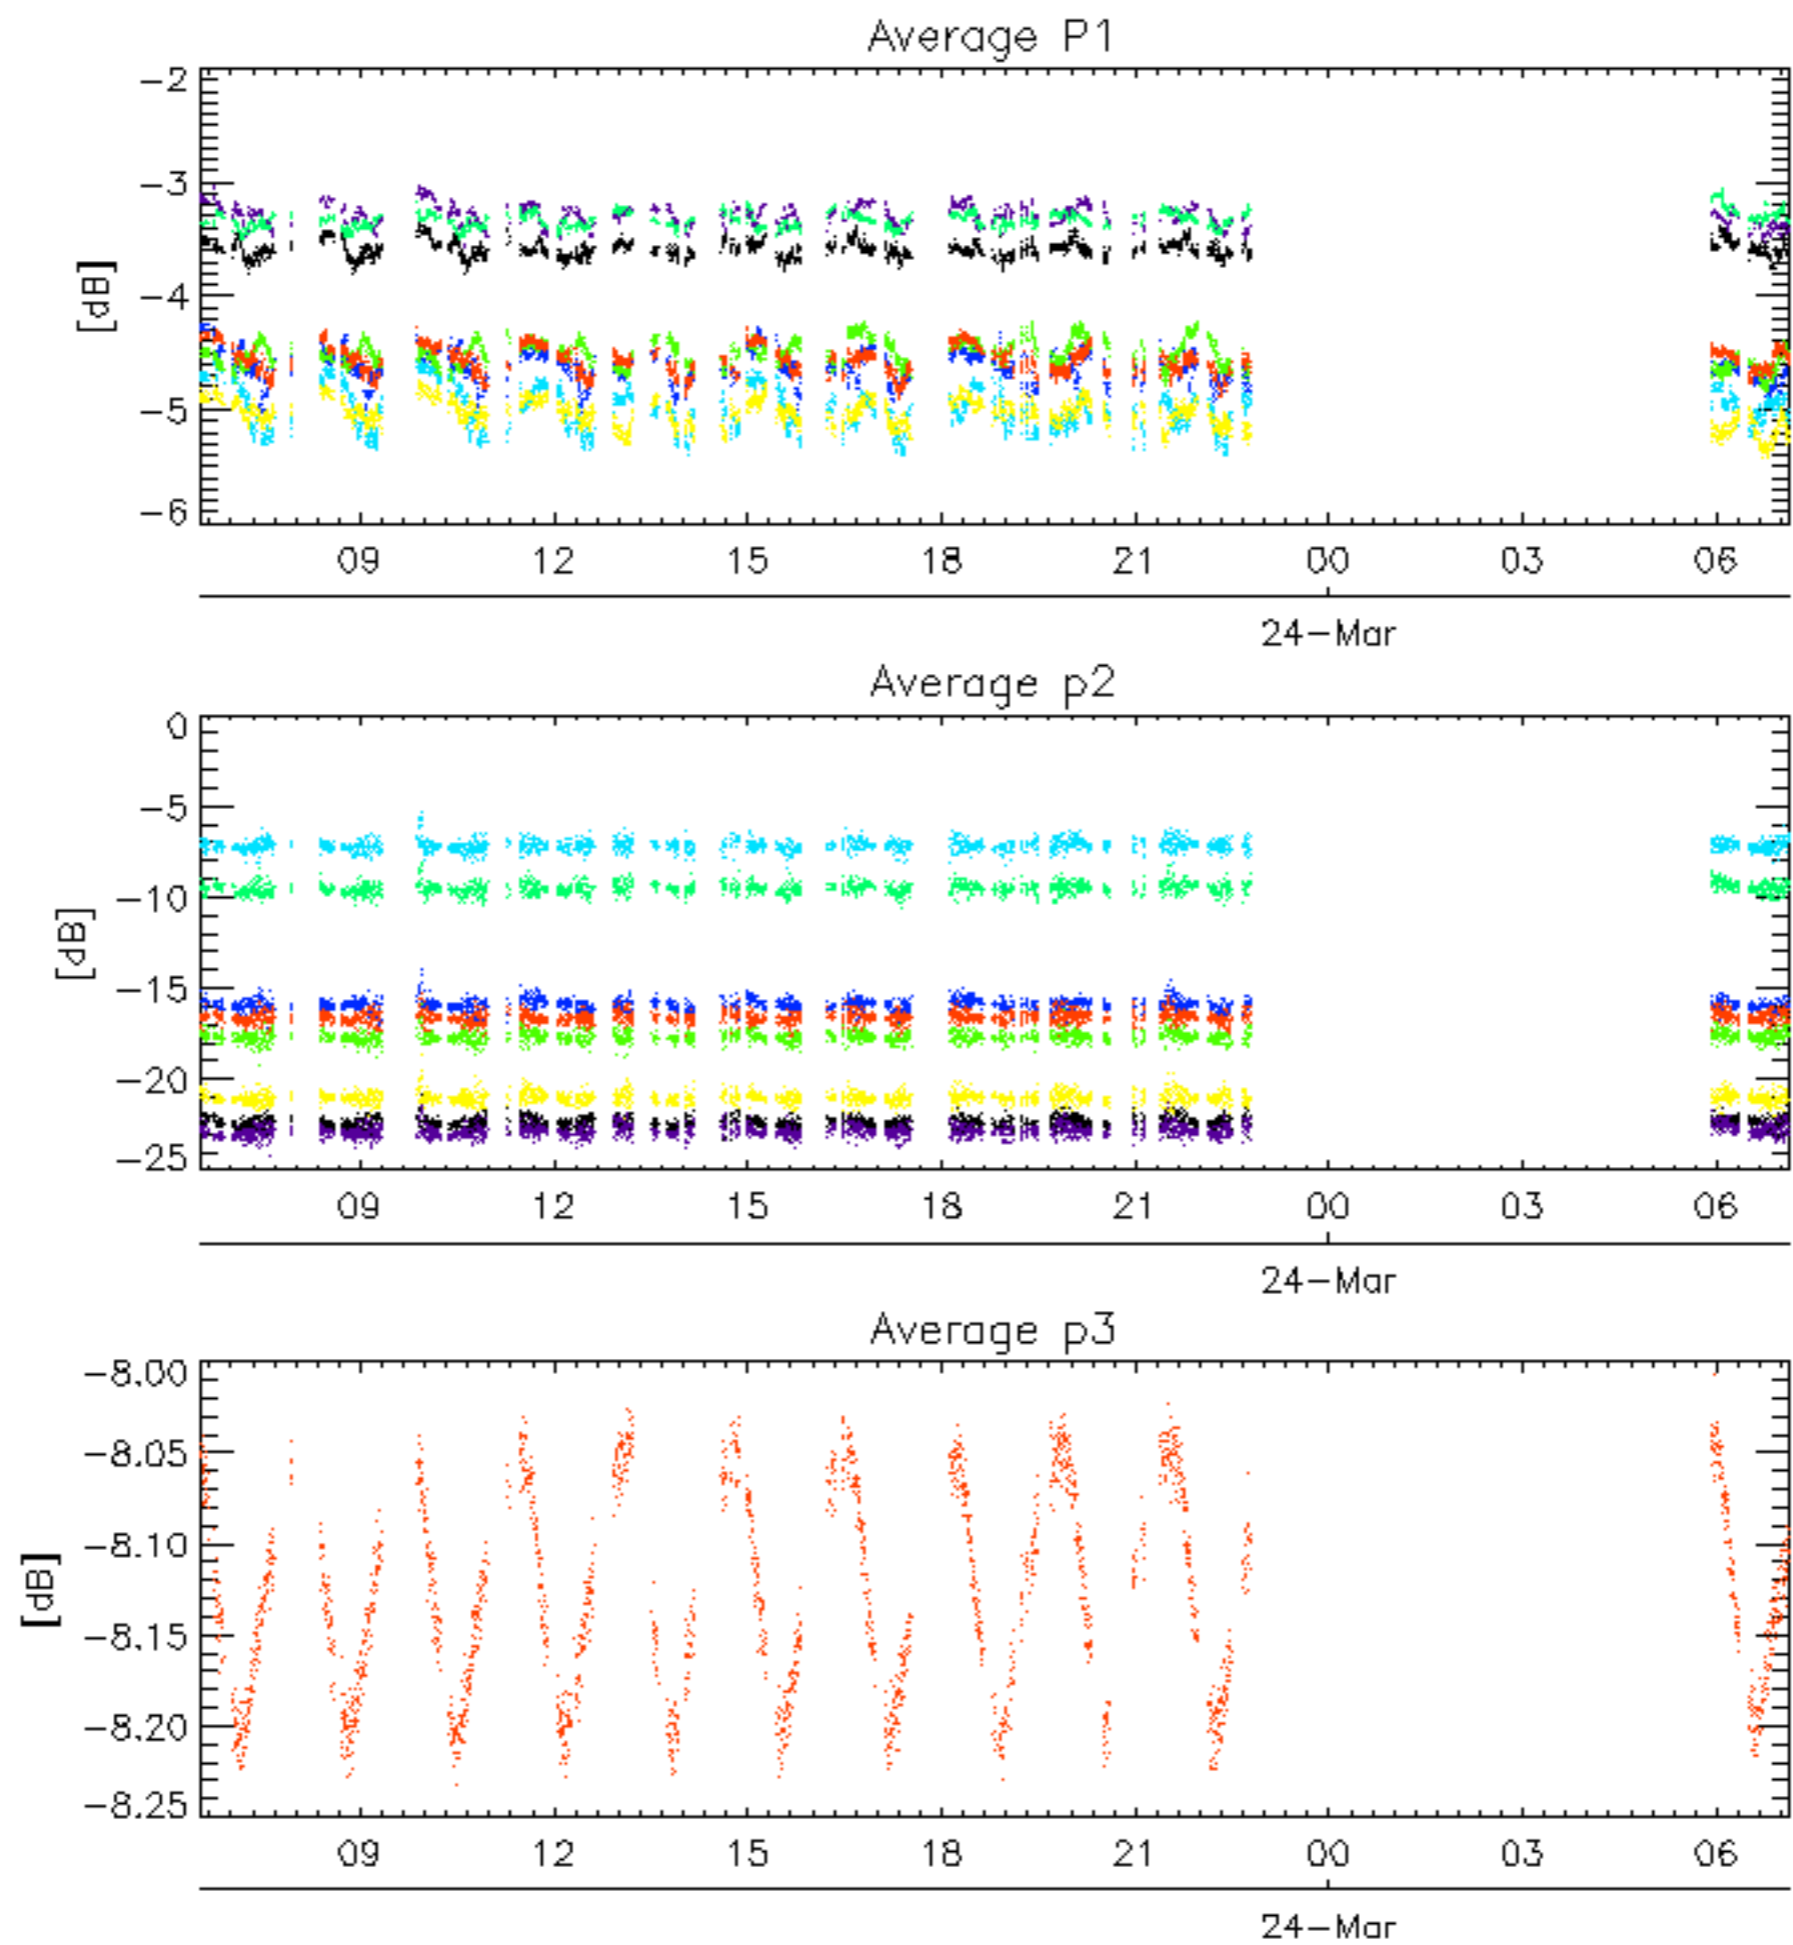 Average P1
-2
-3
-4
-5
-6
[dB]
09 12 15 18 21 00 03 06
24-Mar
Average p2
0
-5
-10
-15
-20
-25
[dB]
09 12 15 18 21 00 03 06
24-Mar
Average p3
-8.00
-8.05
-8.10
-8.15
-8.20
-8.25
[dB]
09 12 15 18 21 00 03 06
24-Mar